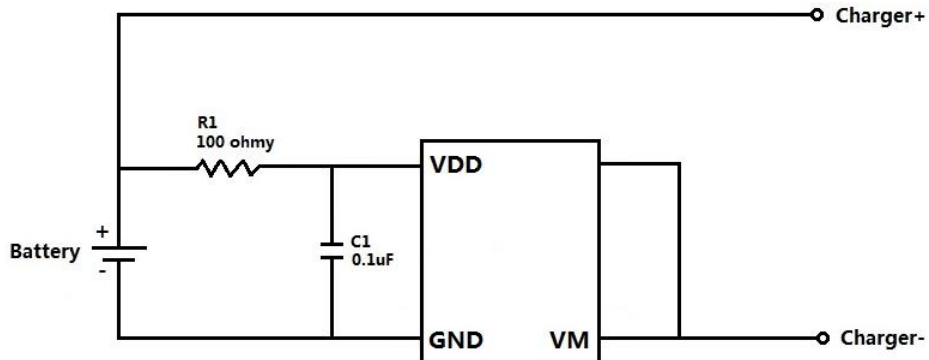 Charger+
R1
100 ohmy
VDD
+
Battery
-
C1
0.1uF
GND
VM
Charger-